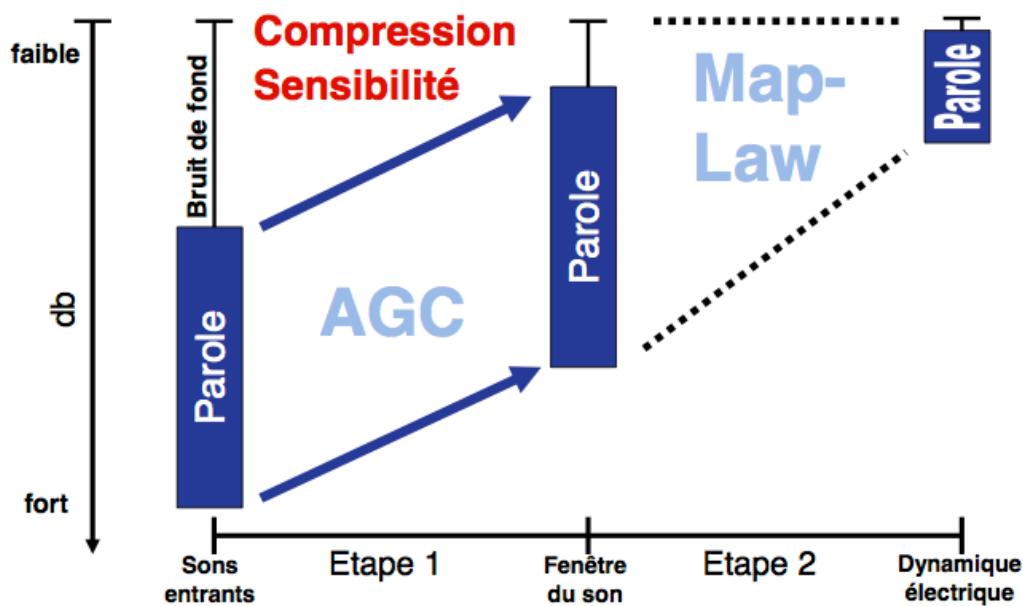 faible
Bruit de fond
Compression
Sensibilité
Map-
Law
Parole
Parole
Parole
AGC
db
fort
Sons
entrants
Etape 1
Fenêtre
du son
Etape 2
Dynamique
électrique